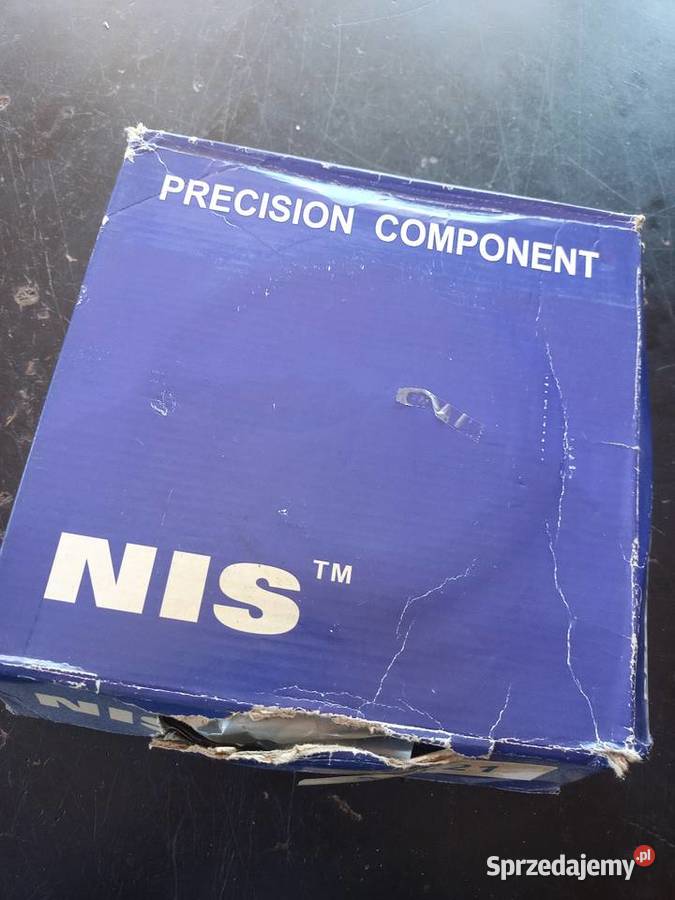 PRECISION COMPONENT
NIS™
NIS
Sprzedajemy.pl